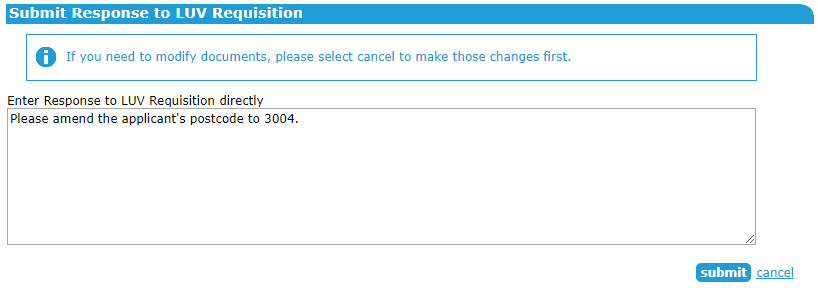 Submit Response to LUV Requisition
If you need to modify documents, please select cancel to make those changes first.
Enter Response to LUV Requisition directly
Please amend the applicant's postcode to 3004.
submit cancel